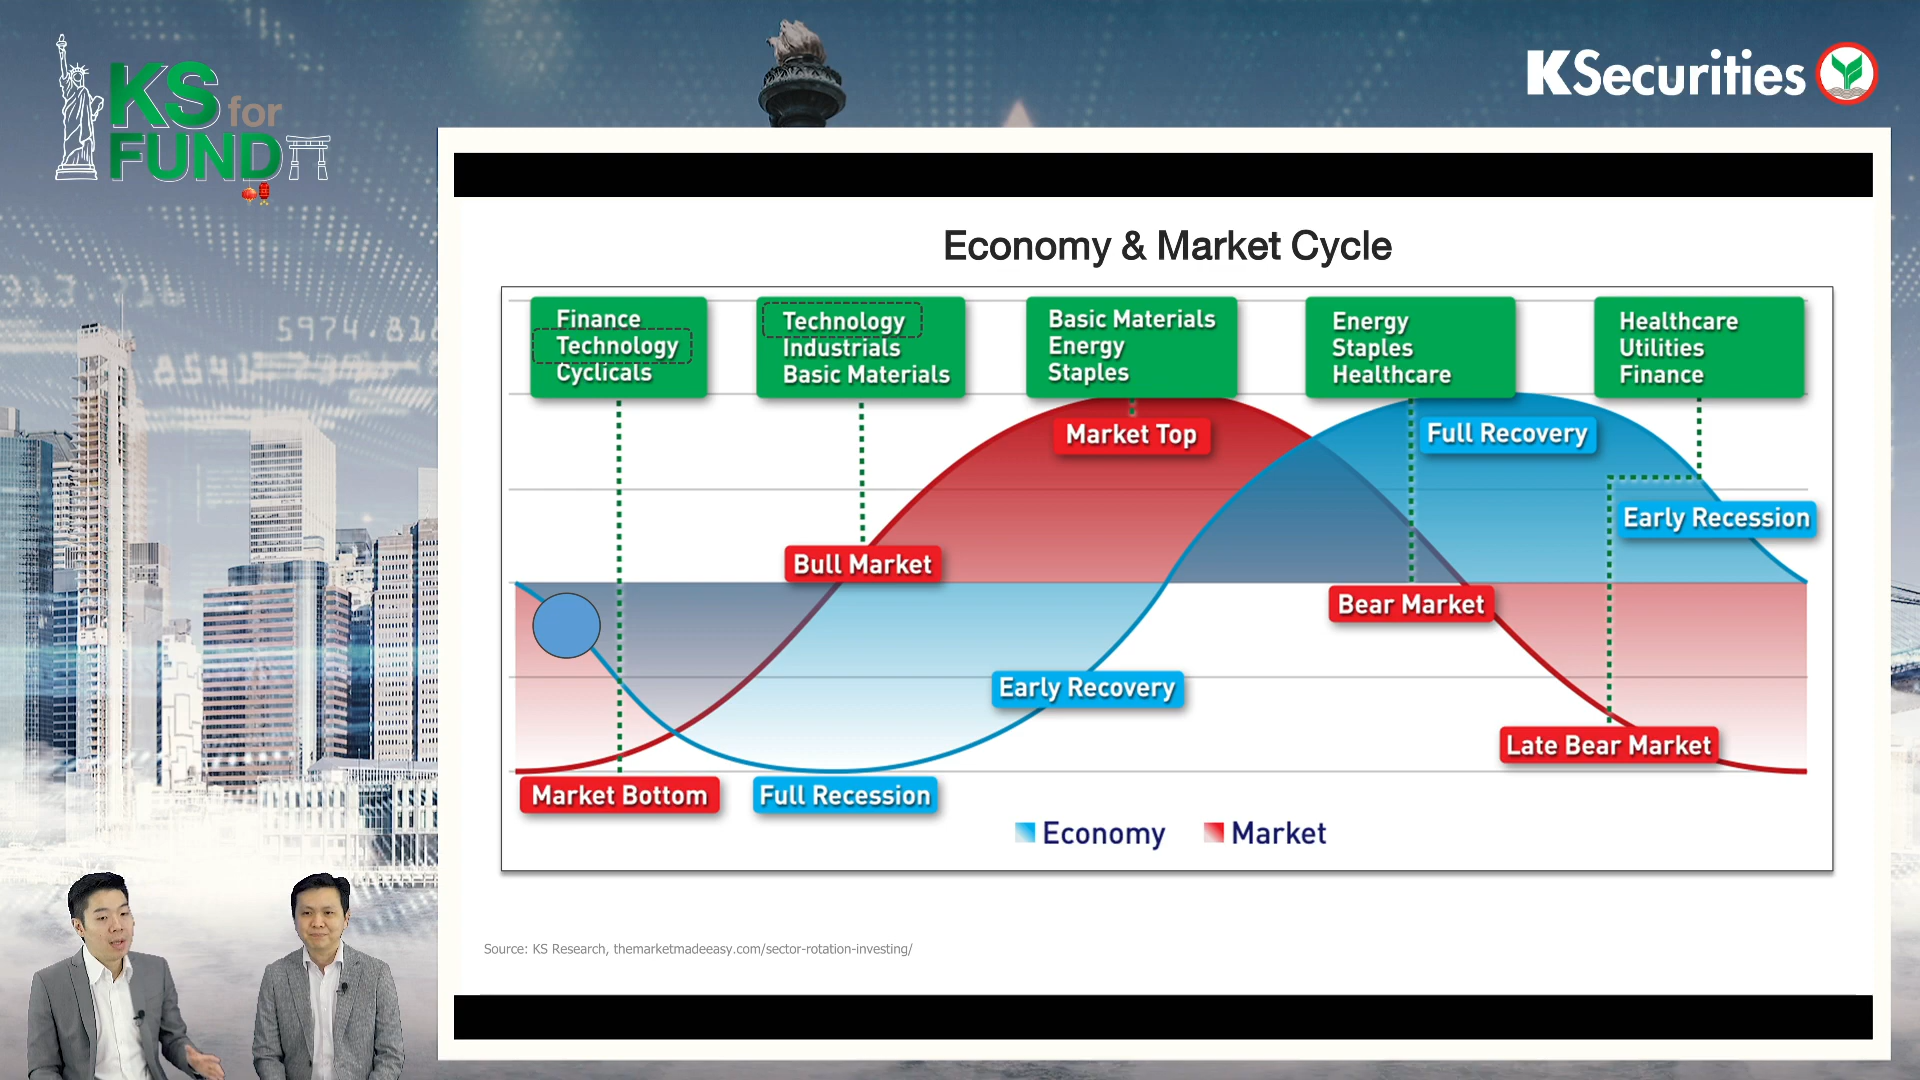 KS for
FUND
KSecurities
5974.816
Economy & Market Cycle
Finance
Technology
Cyclicals
Technology
Industrials
Basic Materials
Basic Materials
Energy
Staples
Energy
Staples
Healthcare
Healthcare
Utilities
Finance
Market Top
Full Recovery
Early Recession
Bull Market
Bear Market
Early Recovery
Late Bear Market
Market Bottom
Full Recession
Economy
Market
Source: KS Research, themarketmadeeasy.com/sector-rotation-investing/